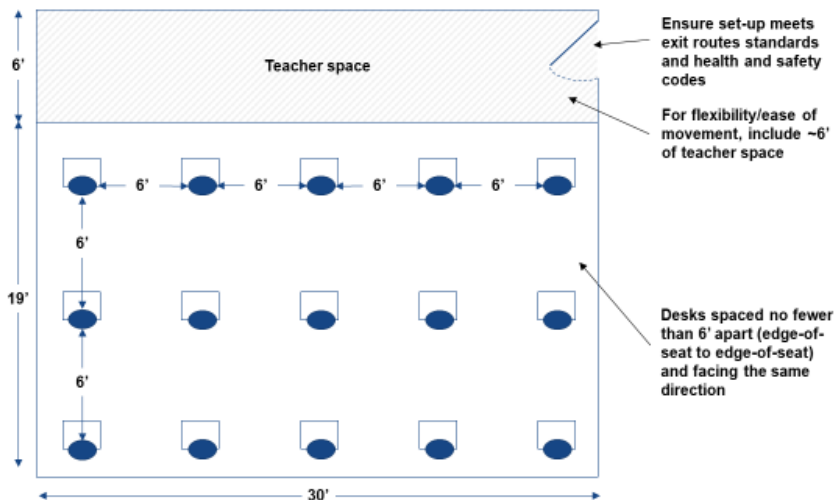 6’
Teacher space
Ensure set-up meets
exit routes standards
and health and safety
codes
For flexibility/ease of
movement, include ~6’
of teacher space
6’
6’
6’
6’
6’
19’
6’
Desks spaced no fewer
than 6’ apart (edge-of-
seat to edge-of-seat)
and facing the same
direction
30’